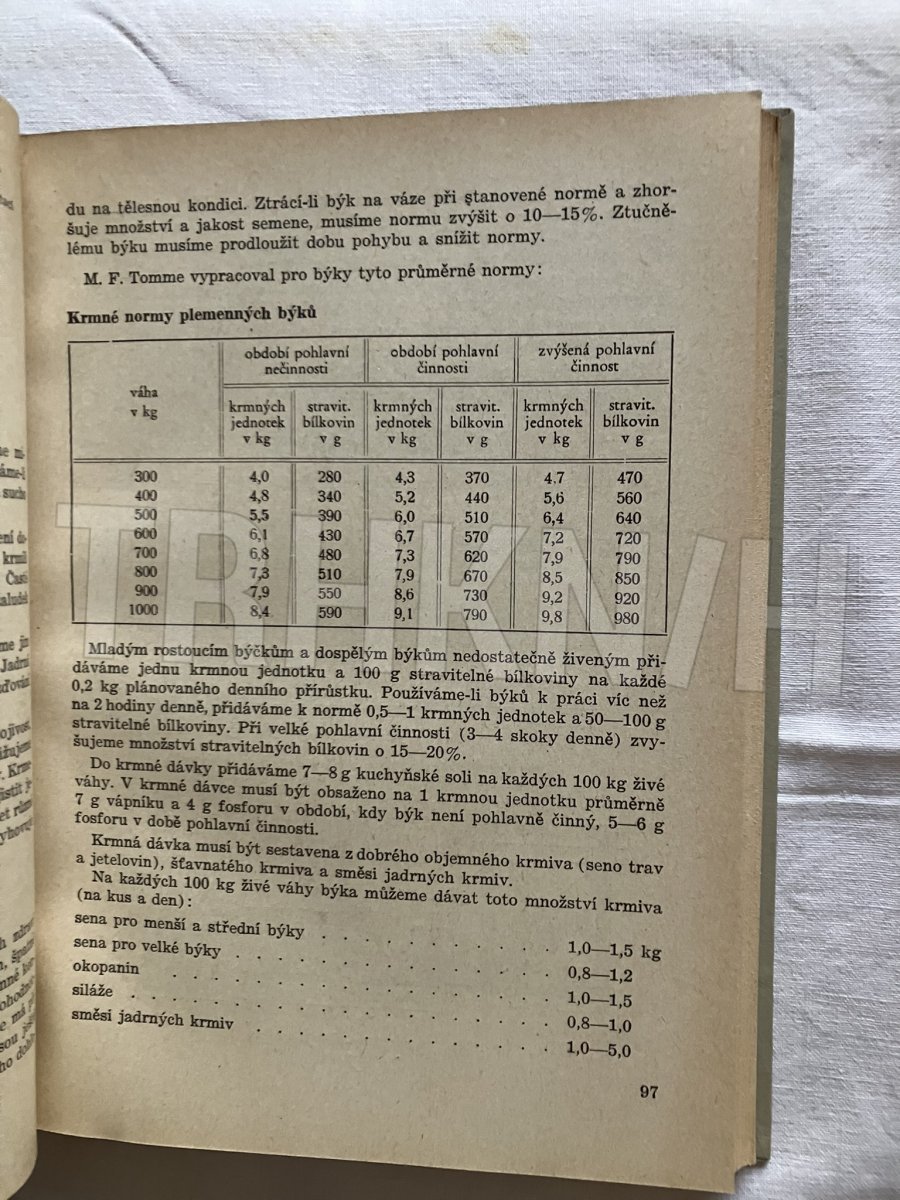 du na tělesnou kondici. Ztrácí-li býk na váze při stanovené normě a zhor-
šuje množství a jakost semene, musíme normu zvýšit o 10—15%. Ztučně-
lému býku musíme prodloužit dobu pohybu a snížit normy.
M. F. Tomme vypracoval pro býky tyto průměrné normy:
Krmné normy plemenných býků
váha v kg | období pohlavní nečinnosti | období pohlavní činnosti | zvýšená pohlavní činnost
krmných jednotek v kg | stravit. bílkovin v g | krmných jednotek v kg | stravit. bílkovin v g | krmných jednotek v kg | stravit. bílkovin v g
300 4,0 280 4,3 370 4,7 470
400 4,8 340 5,2 440 5,6 560
500 5,5 390 6,0 510 6,4 640
600 6,1 430 6,7 570 7,2 720
700 6,8 480 7,3 620 7,9 790
800 7,3 510 7,9 670 8,5 850
900 7,9 550 8,6 730 9,2 920
1000 8,4 590 9,1 790 9,8 980
Mladým rostoucím býčkům a dospělým býkům nedostatečně živeným při-
dáváme jednu krmnou jednotku a 100 g stravitelné bílkoviny na každé
0,2 kg plánovaného denního přírůstku. Používáme-li býků k práci víc než
na 2 hodiny denně, přidáváme k normě 0,5—1 krmných jednotek a 50—100 g
stravitelné bílkoviny. Při velké pohlavní činnosti (3—4 skoky denně) zvy-
šujeme množství stravitelných bílkovin o 15—20%.
Do krmné dávky přidáváme 7—8 g kuchyňské soli na každých 100 kg živé
váhy. V krmné dávce musí být obsaženo na 1 krmnou jednotku průměrně
7 g vápníku a 4 g fosforu v období, kdy býk není pohlavně činný, 5—6 g
fosforu v době pohlavní činnosti.
Krmná dávka musí být sestavena z dobrého objemného krmiva (seno trav
a jetelovin), šťavnatého krmiva a směsi jadrných krmiv.
Na každých 100 kg živé váhy býka můžeme dávat toto množství krmiva
(na kus a den):
sena pro menší a střední býky . . . . . . . . . . 1,0—1,5 kg
sena pro velké býky . . . . . . . . . . . . . 0,8—1,2
okopanin . . . . . . . . . . . . . . . 1,0—1,5
siláže . . . . . . . . . . . . . . . . . 0,8—1,0
směsi jadrných krmiv . . . . . . . . . . . . 1,0—5,0
97